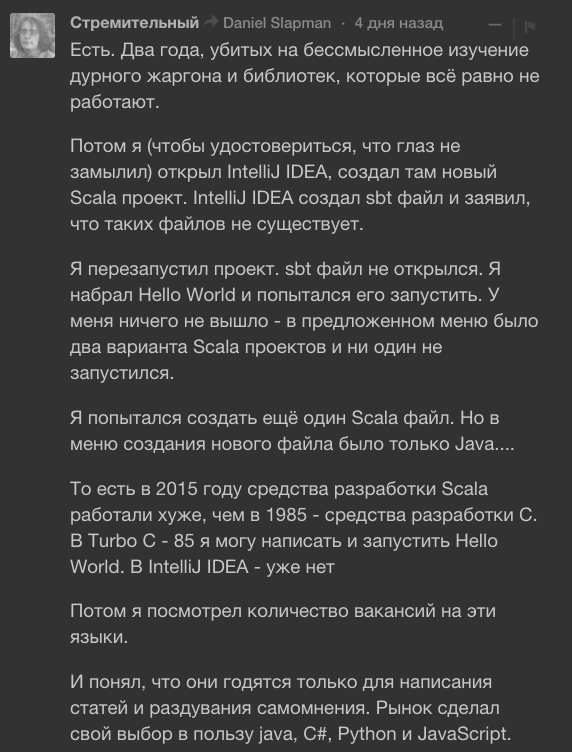 Стремительный Daniel Slapman · 4 дня назад
Есть. Два года, убитых на бессмысленное изучение
дурного жаргона и библиотек, которые всё равно не
работают.
Потом я (чтобы удостовериться, что глаз не
замылил) открыл IntelliJ IDEA, создал там новый
Scala проект. IntelliJ IDEA создал sbt файл и заявил,
что таких файлов не существует.
Я перезапустил проект. sbt файл не открылся. Я
набрал Hello World и попытался его запустить. У
меня ничего не вышло - в предложенном меню было
два варианта Scala проектов и ни один не
запустился.
Я попытался создать ещё один Scala файл. Но в
меню создания нового файла было только Java....
То есть в 2015 году средства разработки Scala
работали хуже, чем в 1985 - средства разработки C.
В Turbo C - 85 я могу написать и запустить Hello
World. В IntelliJ IDEA - уже нет
Потом я посмотрел количество вакансий на эти
языки.
И понял, что они годятся только для написания
статей и раздувания самомнения. Рынок сделал
свой выбор в пользу java, C#, Python и JavaScript.